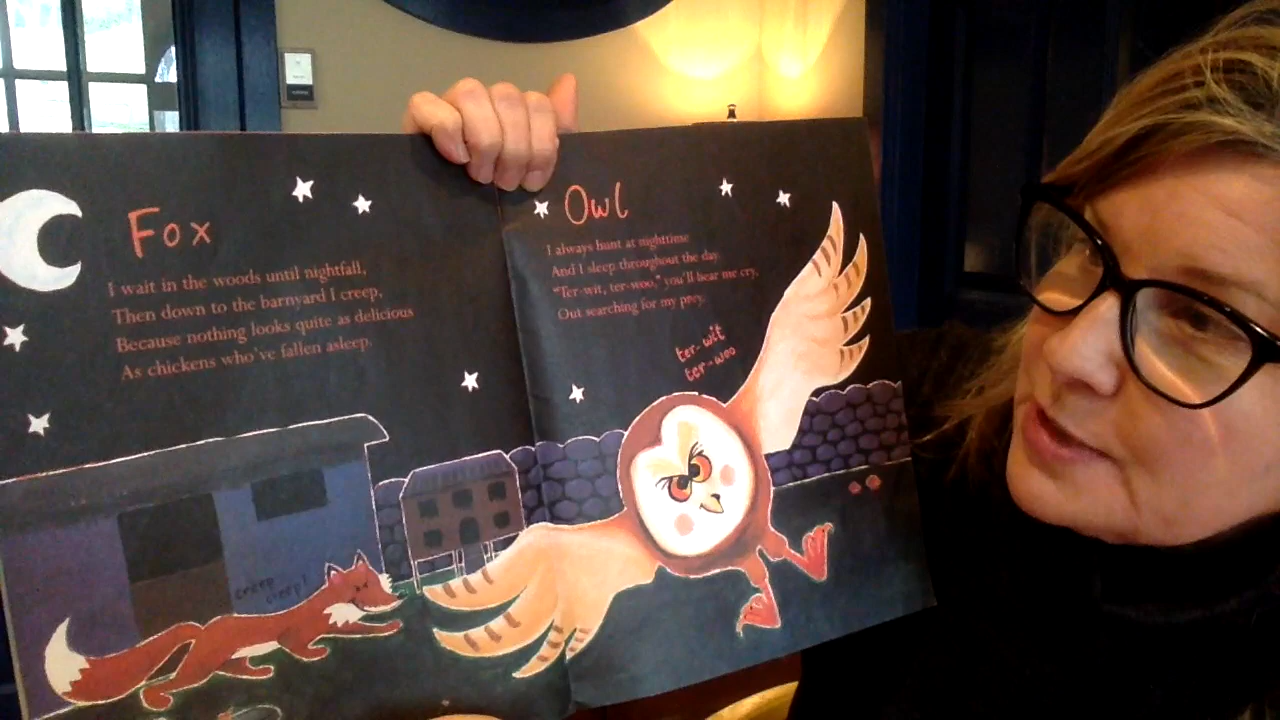 Fox
I wait in the woods until nightfall,
Then down to the barnyard I creep,
Because nothing looks quite as delicious
As chickens who've fallen asleep.
creep
creep!
Owl
I always hunt at nighttime
And I sleep throughout the day.
"Ter-wit, ter-woo," you'll hear me cry,
Out searching for my prey.
ter-wit
ter-woo